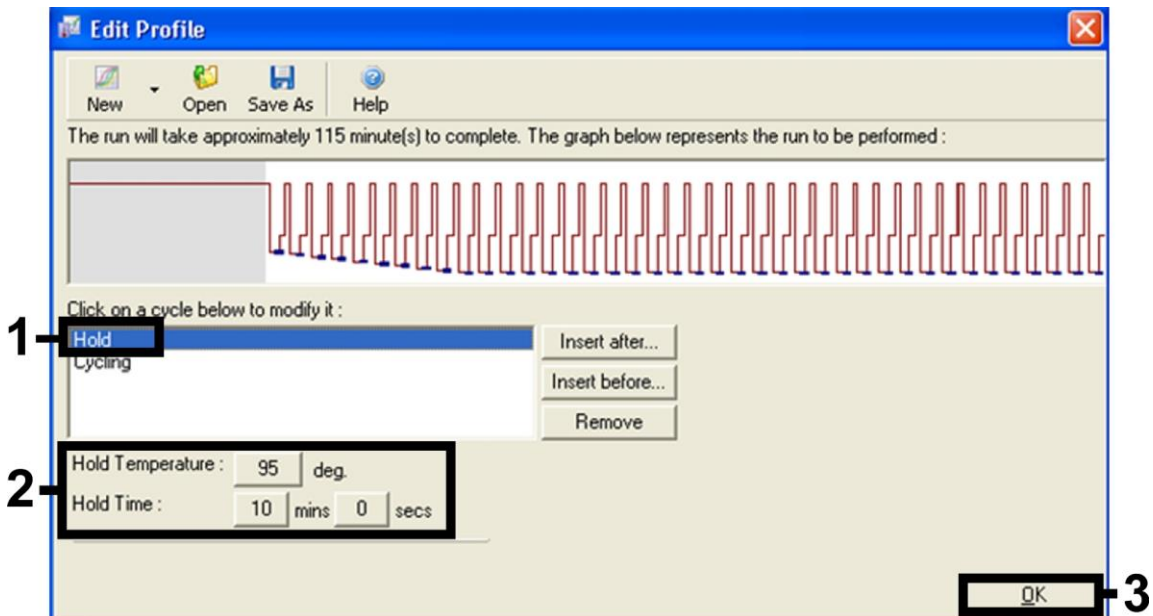 Edit Profile
New Open Save As Help
The run will take approximately 115 minute(s) to complete. The graph below represents the run to be performed :
Click on a cycle below to modify it :
1
Hold
Cycling
Insert after...
Insert before...
Remove
2
Hold Temperature : 95 deg.
Hold Time : 10 mins 0 secs
OK
3